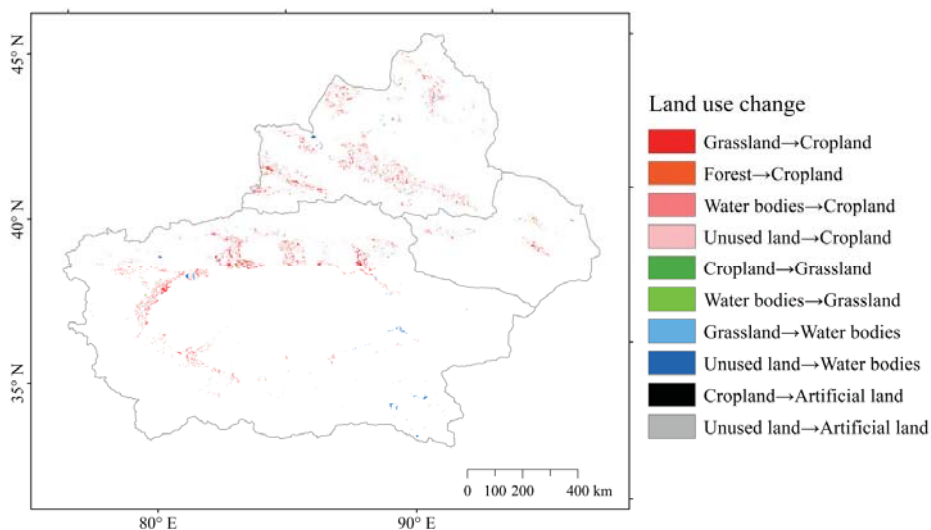 45° N
40° N
35° N
80° E
90° E
0 100 200 400 km
Land use change
Grassland→Cropland
Forest→Cropland
Water bodies→Cropland
Unused land→Cropland
Cropland→Grassland
Water bodies→Grassland
Grassland→Water bodies
Unused land→Water bodies
Cropland→Artificial land
Unused land→Artificial land